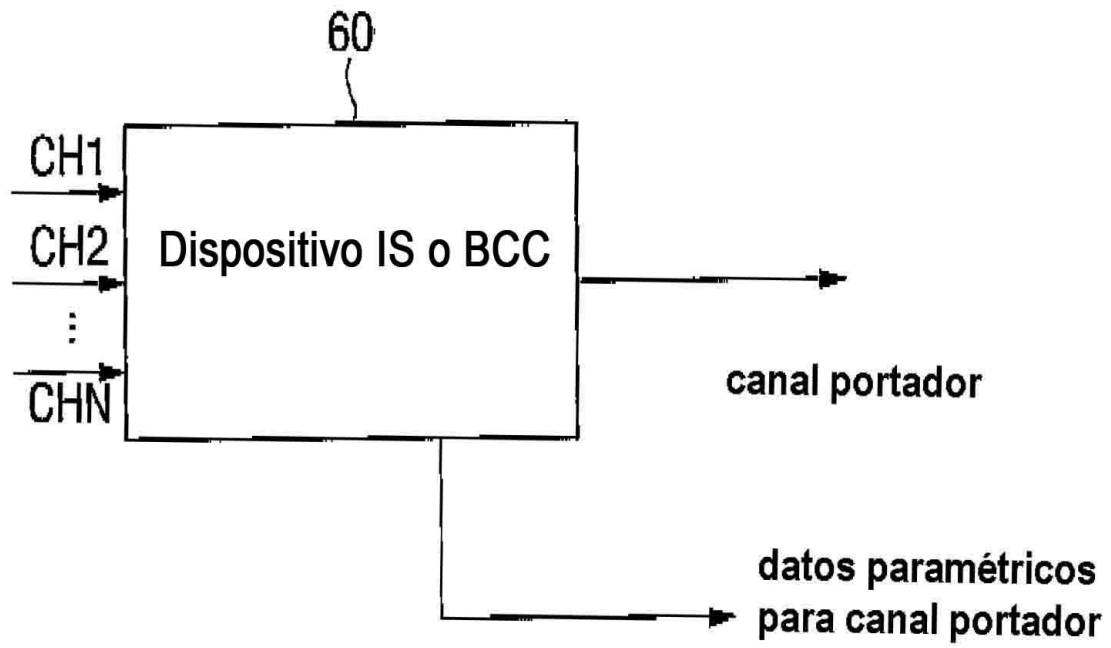 60
CH1
CH2
⋮
CHN
Dispositivo IS o BCC
canal portador
datos paramétricos
para canal portador